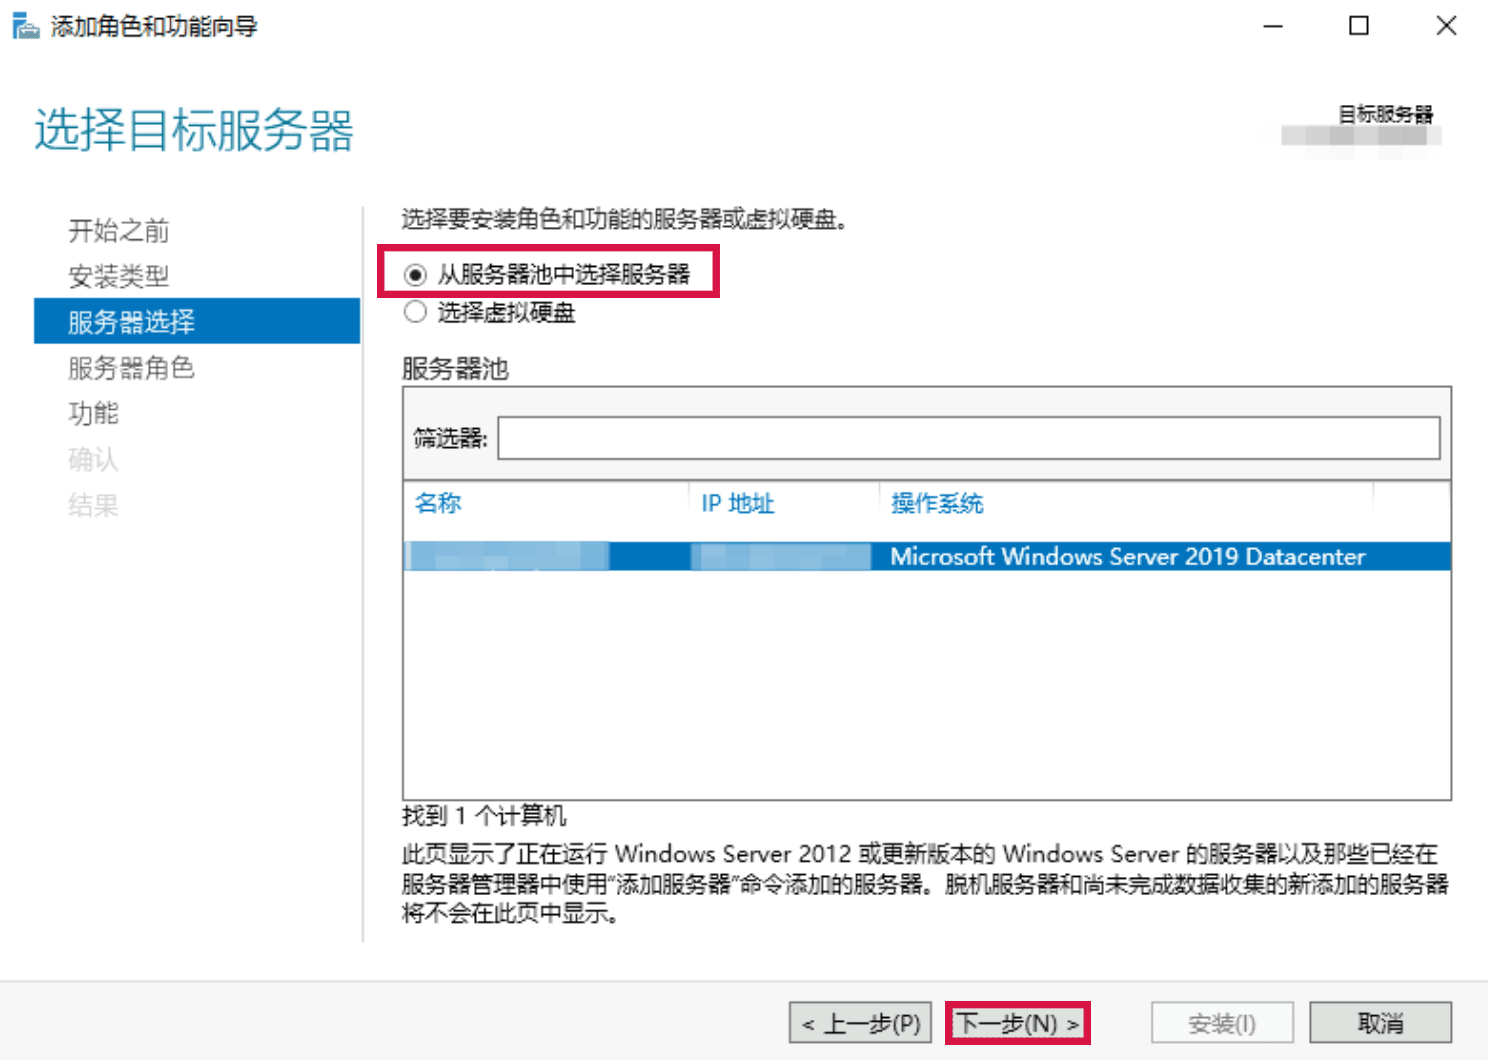 添加角色和功能向导
选择目标服务器
目标服务器
开始之前
安装类型
服务器选择
服务器角色
功能
确认
结果
选择要安装角色和功能的服务器或虚拟硬盘。
从服务器池中选择服务器
选择虚拟硬盘
服务器池
筛选器:
名称 IP 地址 操作系统
Microsoft Windows Server 2019 Datacenter
找到 1 个计算机
此页显示了正在运行 Windows Server 2012 或更新版本的 Windows Server 的服务器以及那些已经在
服务器管理器中使用“添加服务器”命令添加的服务器。脱机服务器和尚未完成数据收集的新添加的服务器
将不会在此页中显示。
< 上一步(P) 下一步(N) > 安装(I) 取消